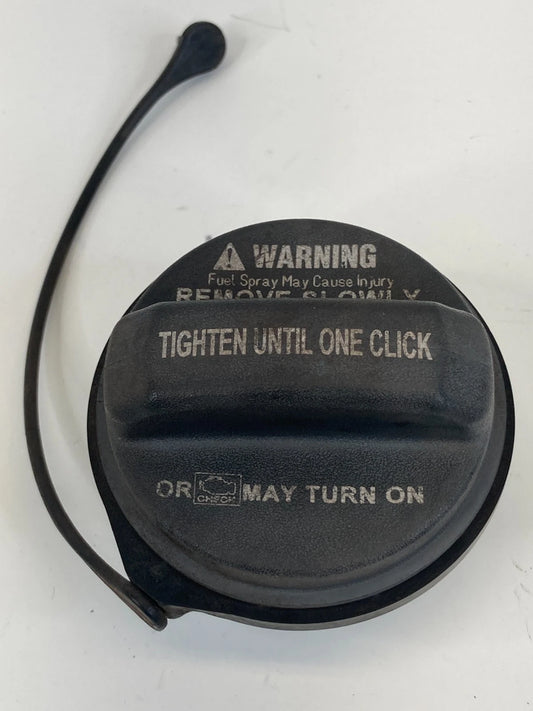 WARNING
Fuel Spray May Cause Injury
REMOVE SLOWLY
TIGHTEN UNTIL ONE CLICK
OR CHECK MAY TURN ON